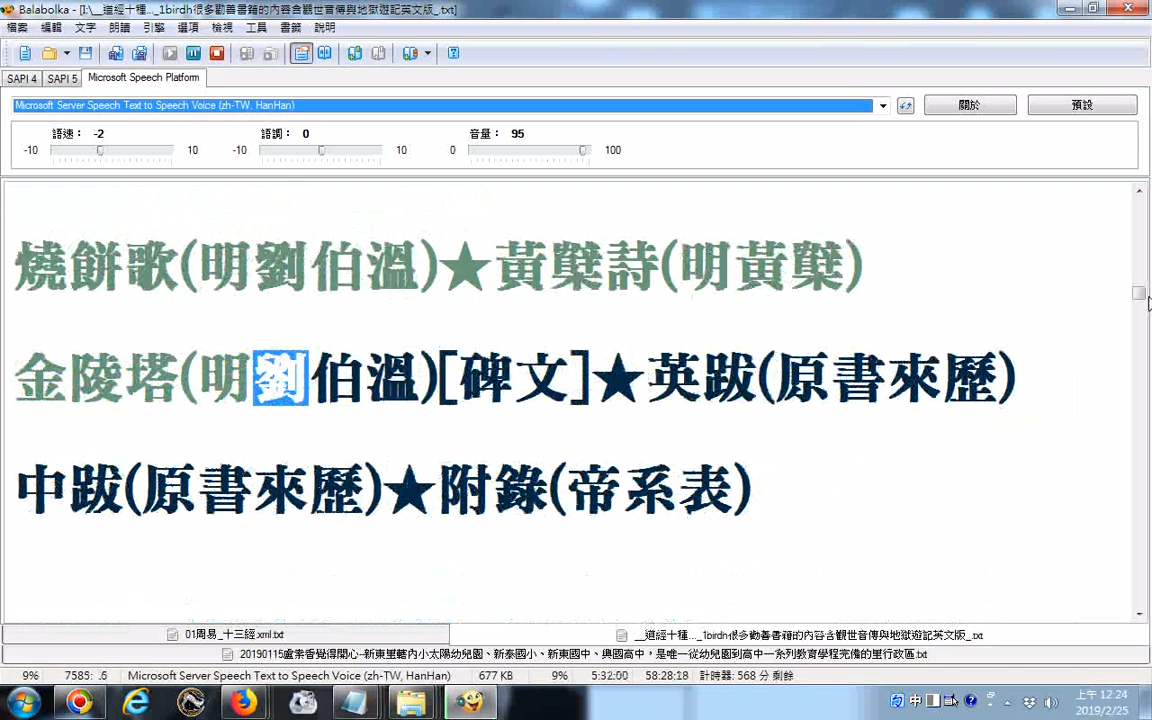 Balabolka - [I:\__道經十種..._1birdh很多勸善書籍的內容含觀世音傳與地獄遊記英文版_.txt]
檔案 編輯 文字 朗讀 引擎 選項 檢視 工具 書籤 說明
SAPI 4 SAPI 5 Microsoft Speech Platform
Microsoft Server Speech Text to Speech Voice (zh-TW, HanHan) 關於 預設
語速： -2 語調： 0 音量： 95
-10 10 -10 10 0 100
燒餅歌(明劉伯溫)★黃櫱詩(明黃櫱)
金陵塔(明劉伯溫)[碑文]★英跋(原書來歷)
中跋(原書來歷)★附錄(帝系表)
01周易_十三經.xml.txt __道經十種..._1birdh很多勸善書籍的內容含觀世音傳與地獄遊記英文版_.txt
20190115盧素香覺得開心--新東里轄內小太陽幼兒園、新泰國小、新東國中、興國高中，是唯一從幼兒園到高中一系列教育學程完備的里行政區.txt
9% 7585: .6 Microsoft Server Speech Text to Speech Voice (zh-TW, HanHan) 677 KB 9% 5:32:00 58:28:18 計時器: 568 分 剩餘
中 上午 12:24
2019/2/25